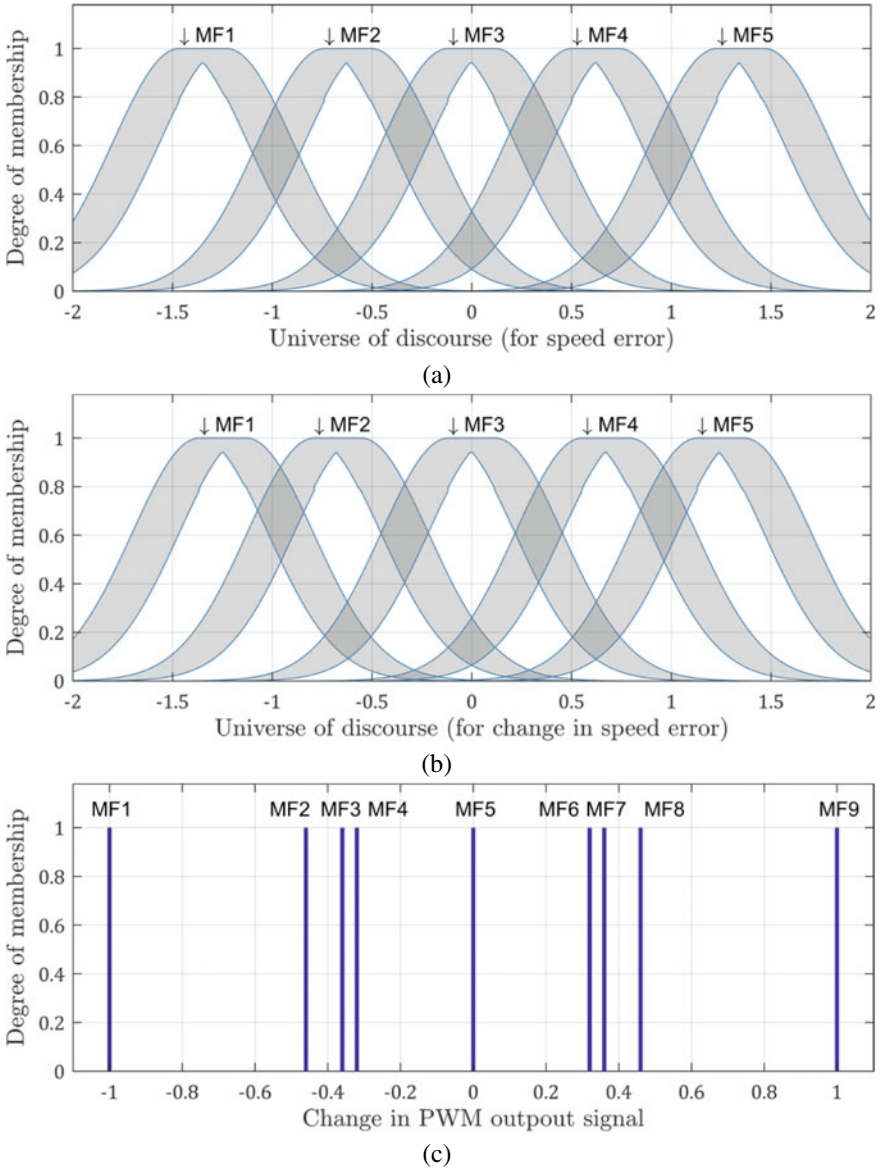 ↓ MF1 ↓ MF2 ↓ MF3 ↓ MF4 ↓ MF5
1
0.8
0.6
0.4
0.2
0
Degree of membership
-2 -1.5 -1 -0.5 0 0.5 1 1.5 2
Universe of discourse (for speed error)
(a)
↓ MF1 ↓ MF2 ↓ MF3 ↓ MF4 ↓ MF5
1
0.8
0.6
0.4
0.2
0
Degree of membership
-2 -1.5 -1 -0.5 0 0.5 1 1.5 2
Universe of discourse (for change in speed error)
(b)
MF1 MF2 MF3 MF4 MF5 MF6 MF7 MF8 MF9
1
0.8
0.6
0.4
0.2
0
Degree of membership
-1 -0.8 -0.6 -0.4 -0.2 0 0.2 0.4 0.6 0.8 1
Change in PWM outpout signal
(c)